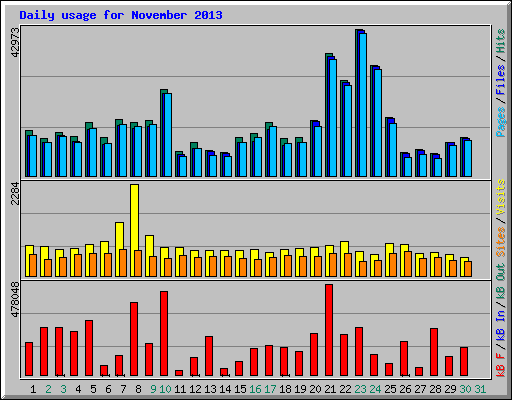 Daily usage for November 2013
42973
Pages / Files / Hits
2284
Sites / Visits
478048
kB F / kB In / kB Out
1 2 3 4 5 6 7 8 9 10 11 12 13 14 15 16 17 18 19 20 21 22 23 24 25 26 27 28 29 30 31